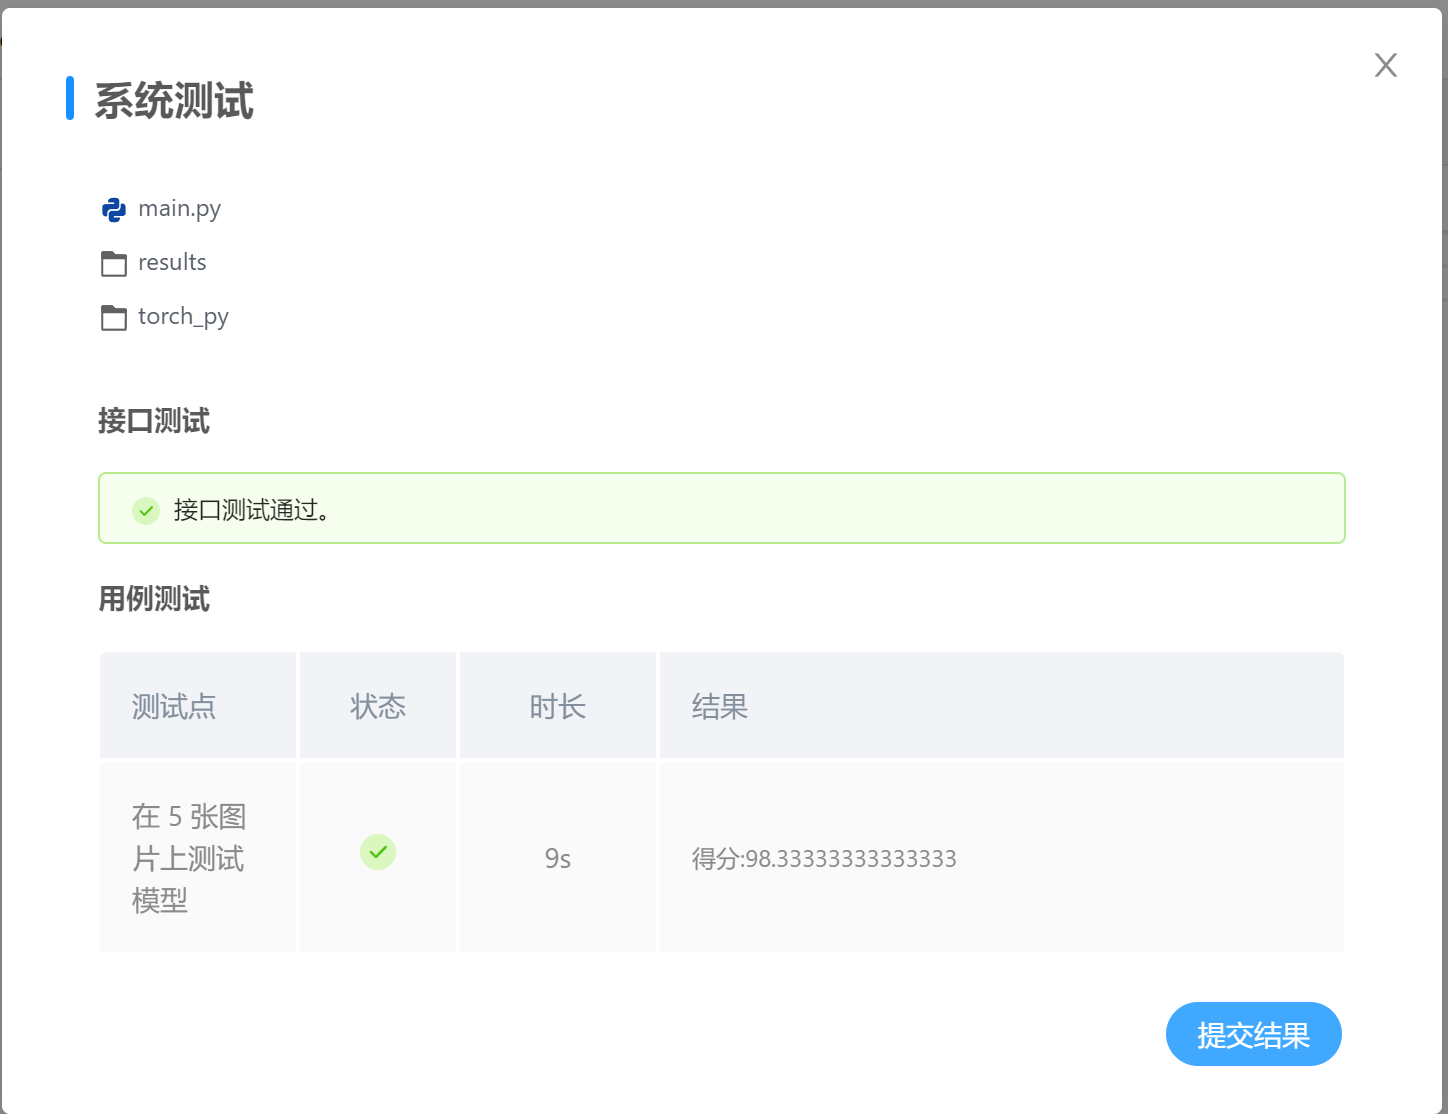 系统测试
main.py
results
torch_py
接口测试
接口测试通过。
用例测试
测试点 状态 时长 结果
在 5 张图
片上测试
模型
9s
得分:98.33333333333333
提交结果